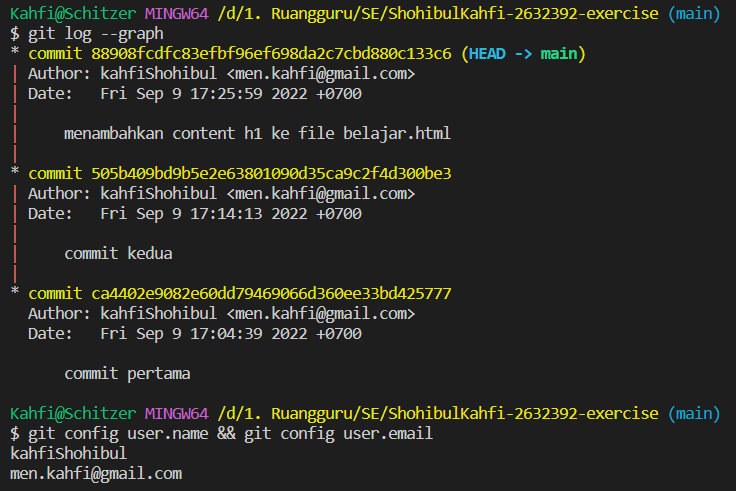 Kahfi@Schitzer MINGW64 /d/1. Ruangguru/SE/ShohibulKahfi-2632392-exercise (main)
$ git log --graph
* commit 88908fcdfc83efbf96ef698da2c7cbd880c133c6 (HEAD -> main)
| Author: kahfiShohibul <men.kahfi@gmail.com>
| Date:   Fri Sep 9 17:25:59 2022 +0700
|
|     menambahkan content h1 ke file belajar.html
|
* commit 505b409bd9b5e2e63801090d35ca9c2f4d300be3
| Author: kahfiShohibul <men.kahfi@gmail.com>
| Date:   Fri Sep 9 17:14:13 2022 +0700
|
|     commit kedua
|
* commit ca4402e9082e60dd79469066d360ee33bd425777
  Author: kahfiShohibul <men.kahfi@gmail.com>
  Date:   Fri Sep 9 17:04:39 2022 +0700

      commit pertama

Kahfi@Schitzer MINGW64 /d/1. Ruangguru/SE/ShohibulKahfi-2632392-exercise (main)
$ git config user.name && git config user.email
kahfiShohibul
men.kahfi@gmail.com